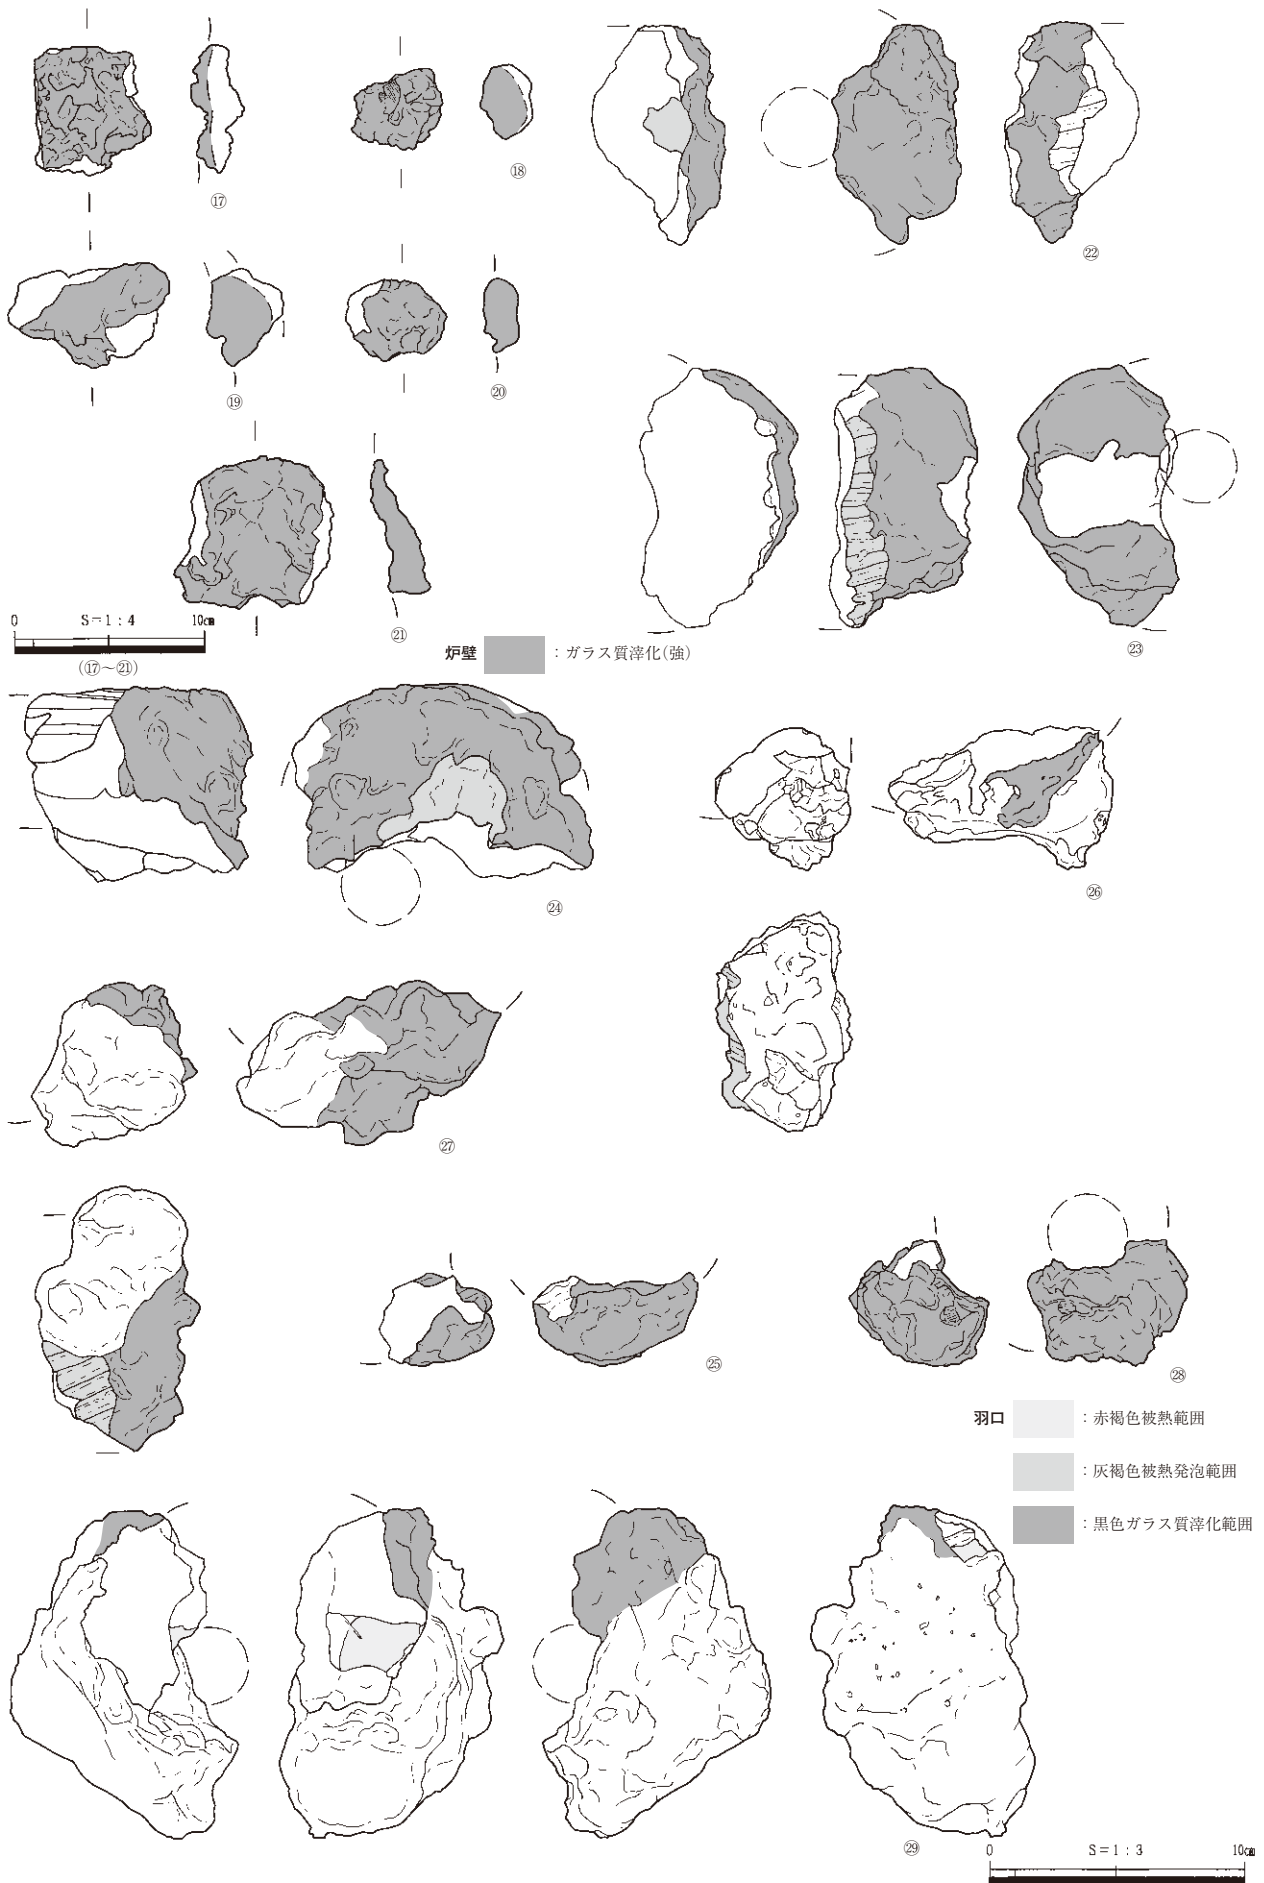 ⑰
⑱
㉒
⑲
⑳
㉓
㉑
0 S=1:4 10cm
(⑰～㉑)
炉壁 ：ガラス質滓化(強)
㉔
㉖
㉗
㉕
㉘
羽口 ：赤褐色被熱範囲
：灰褐色被熱発泡範囲
：黒色ガラス質滓化範囲
㉙
0 S=1:3 10cm